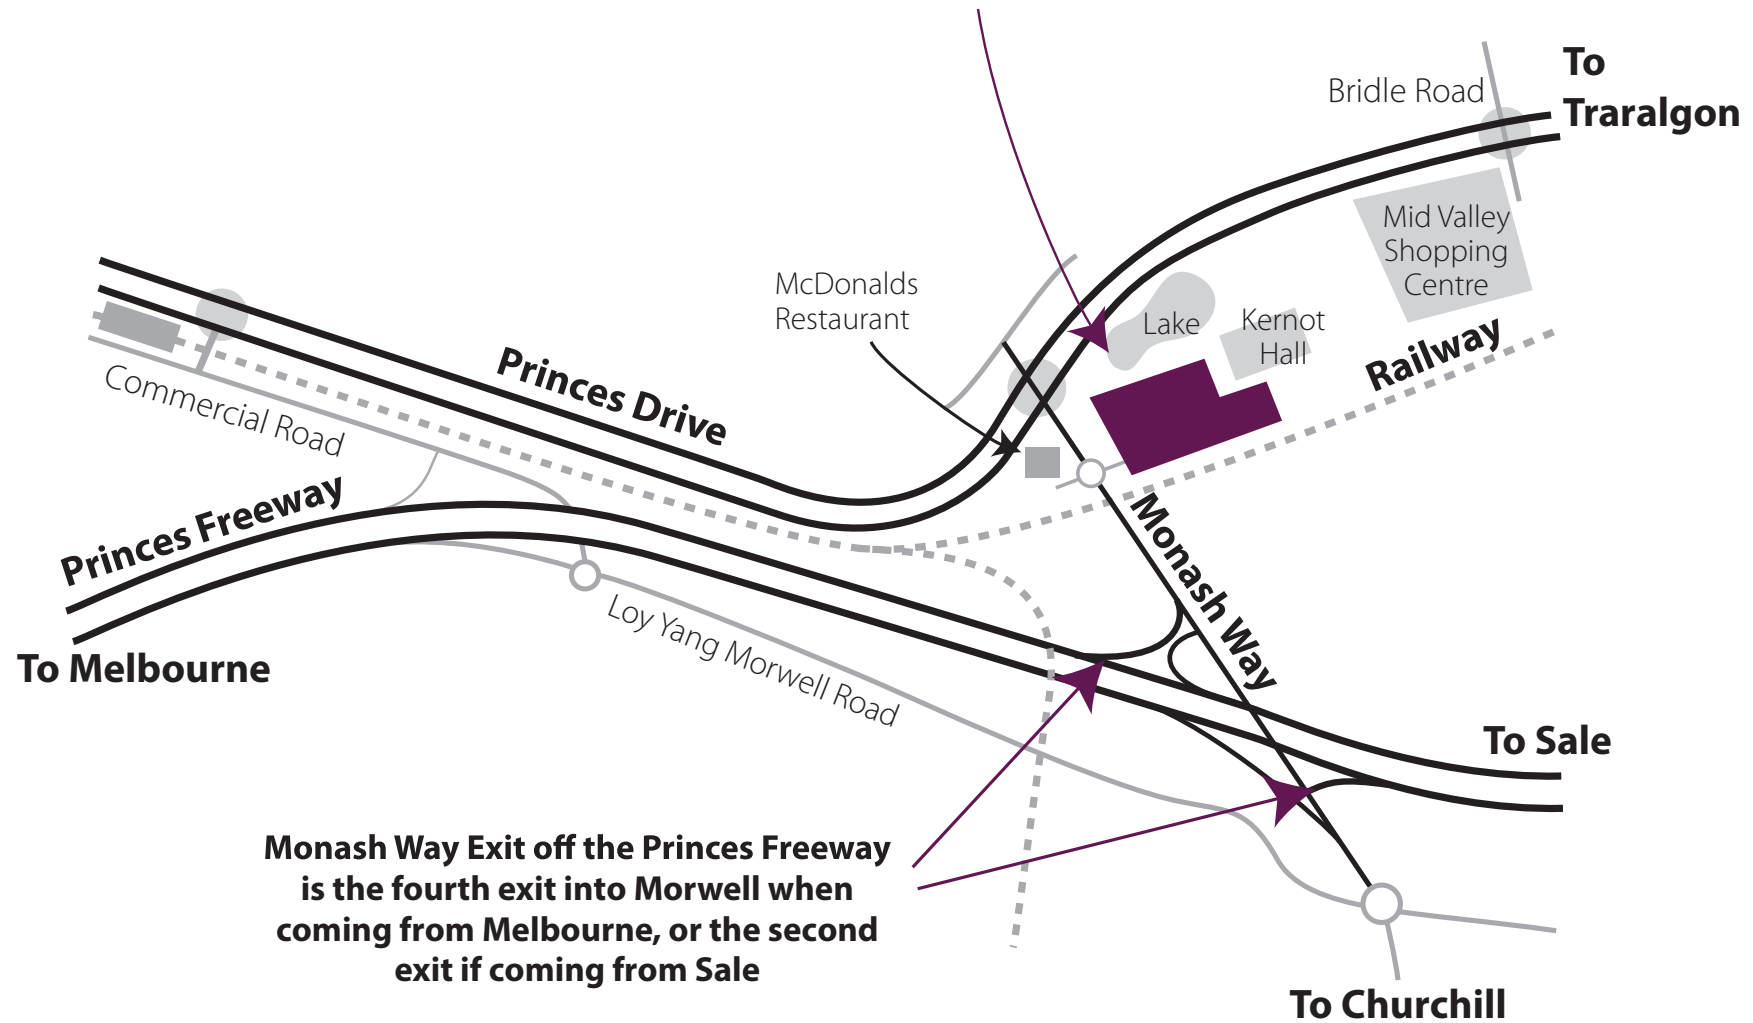 To
Traralgon
Bridle Road
Mid Valley
Shopping
Centre
McDonalds
Restaurant
Lake
Kernot
Hall
Railway
Princes Drive
Commercial Road
Princes Freeway
Monash Way
Loy Yang Morwell Road
To Melbourne
To Sale
Monash Way Exit off the Princes Freeway
is the fourth exit into Morwell when
coming from Melbourne, or the second
exit if coming from Sale
To Churchill